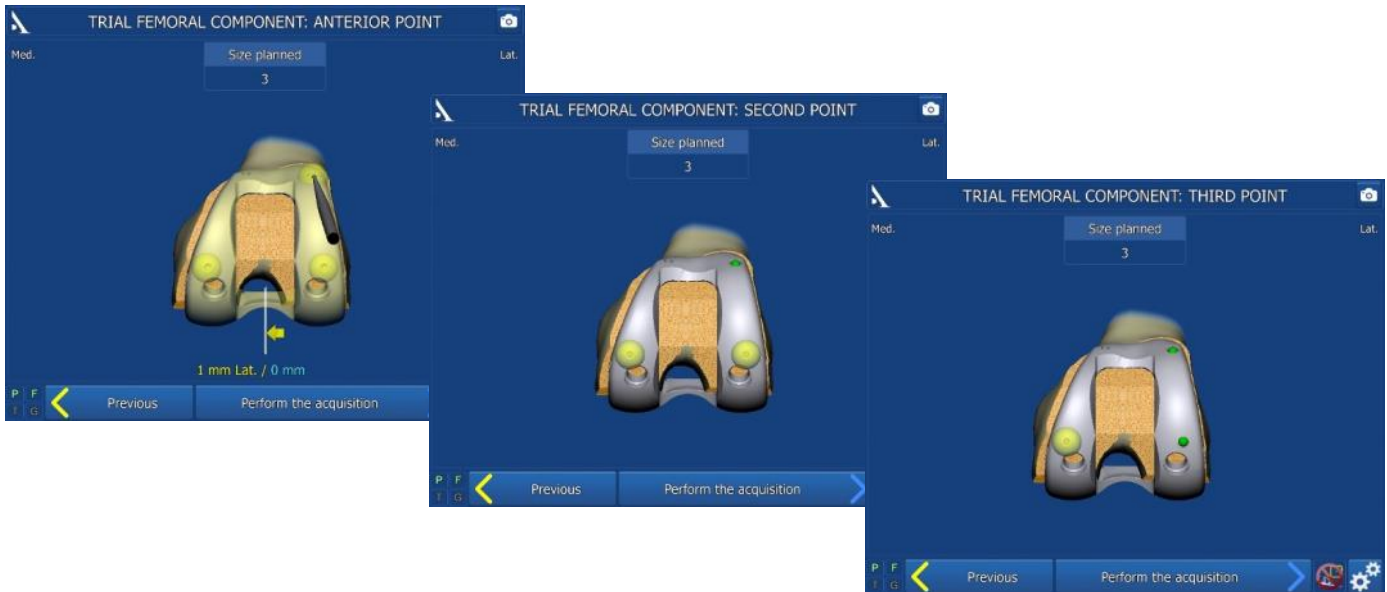 TRIAL FEMORAL COMPONENT: ANTERIOR POINT
Med.
Size planned
Lat.
3
1 mm Lat. / 0 mm
P F
T G
Previous
Perform the acquisition
TRIAL FEMORAL COMPONENT: SECOND POINT
Med.
Size planned
Lat.
3
P F
T G
Previous
Perform the acquisition
TRIAL FEMORAL COMPONENT: THIRD POINT
Med.
Size planned
Lat.
3
P F
T G
Previous
Perform the acquisition